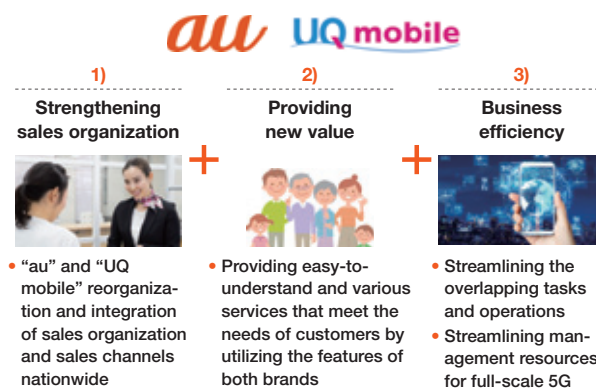 au UQ mobile
1)
Strengthening
sales organization
“au” and “UQ
mobile” reorganiza-
tion and integration
of sales organization
and sales channels
nationwide
+
2)
Providing
new value
Providing easy-to-
understand and various
services that meet the
needs of customers by
utilizing the features of
both brands
+
3)
Business
efficiency
Streamlining the
overlapping tasks
and operations
Streamlining man-
agement resources
for full-scale 5G